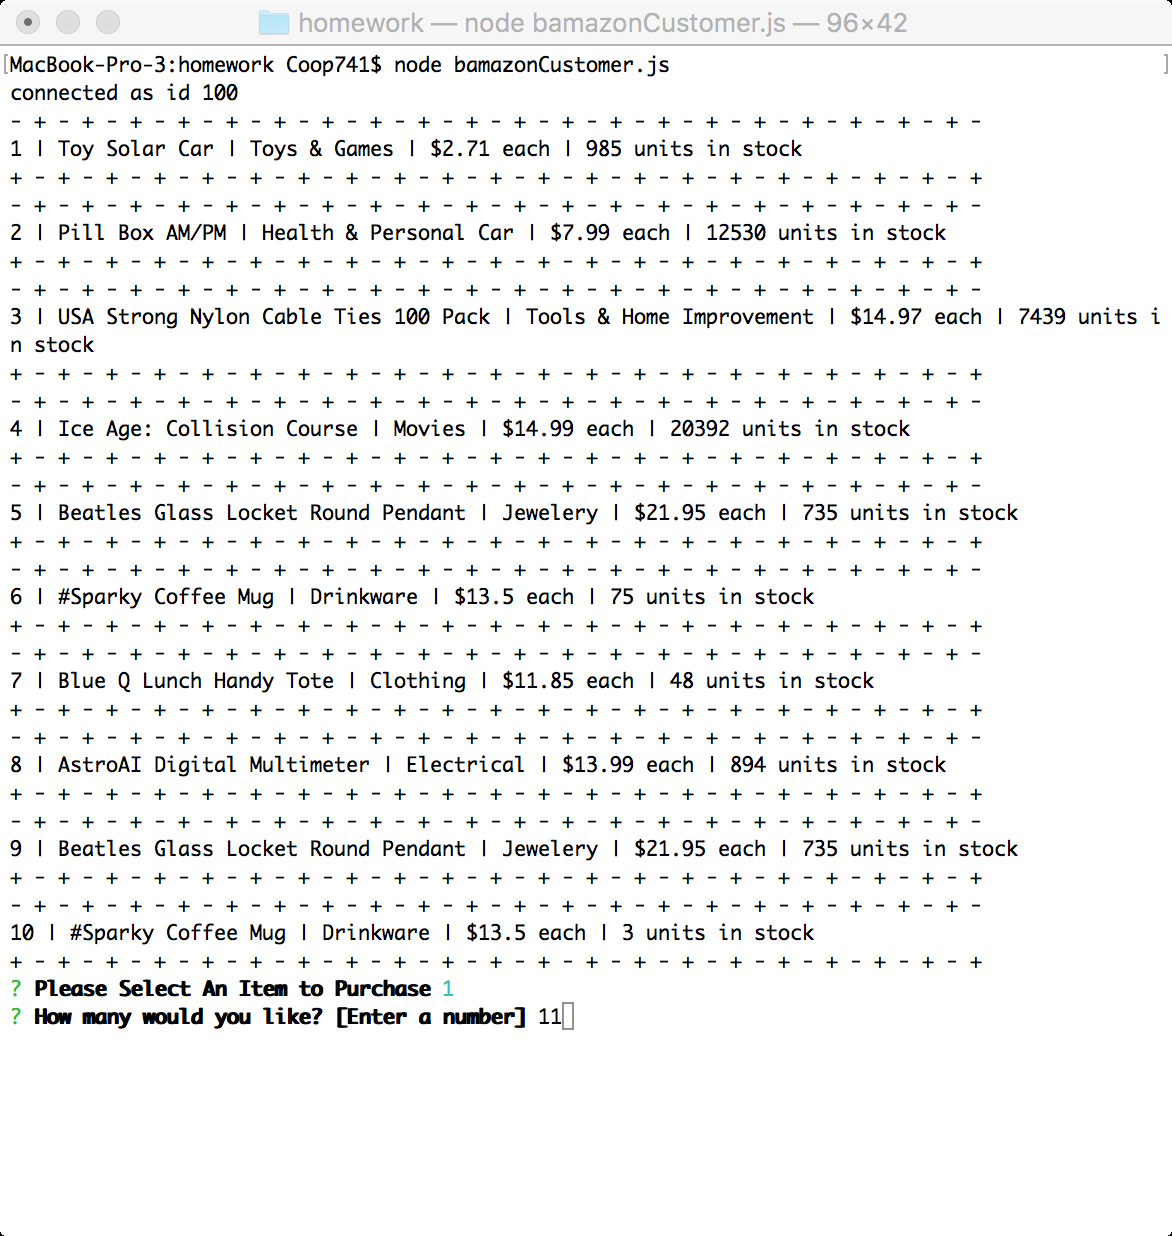 homework — node bamazonCustomer.js — 96×42
[MacBook-Pro-3:homework Coop741$ node bamazonCustomer.js ]
connected as id 100
- + - + - + - + - + - + - + - + - + - + - + - + - + - + - + - + - + - + - + - + -
1 | Toy Solar Car | Toys & Games | $2.71 each | 985 units in stock
+ - + - + - + - + - + - + - + - + - + - + - + - + - + - + - + - + - + - + - + - +
- + - + - + - + - + - + - + - + - + - + - + - + - + - + - + - + - + - + - + - + -
2 | Pill Box AM/PM | Health & Personal Car | $7.99 each | 12530 units in stock
+ - + - + - + - + - + - + - + - + - + - + - + - + - + - + - + - + - + - + - + - +
- + - + - + - + - + - + - + - + - + - + - + - + - + - + - + - + - + - + - + - + -
3 | USA Strong Nylon Cable Ties 100 Pack | Tools & Home Improvement | $14.97 each | 7439 units i
n stock
+ - + - + - + - + - + - + - + - + - + - + - + - + - + - + - + - + - + - + - + - +
- + - + - + - + - + - + - + - + - + - + - + - + - + - + - + - + - + - + - + - + -
4 | Ice Age: Collision Course | Movies | $14.99 each | 20392 units in stock
+ - + - + - + - + - + - + - + - + - + - + - + - + - + - + - + - + - + - + - + - +
- + - + - + - + - + - + - + - + - + - + - + - + - + - + - + - + - + - + - + - + -
5 | Beatles Glass Locket Round Pendant | Jewelery | $21.95 each | 735 units in stock
+ - + - + - + - + - + - + - + - + - + - + - + - + - + - + - + - + - + - + - + - +
- + - + - + - + - + - + - + - + - + - + - + - + - + - + - + - + - + - + - + - + -
6 | #Sparky Coffee Mug | Drinkware | $13.5 each | 75 units in stock
+ - + - + - + - + - + - + - + - + - + - + - + - + - + - + - + - + - + - + - + - +
- + - + - + - + - + - + - + - + - + - + - + - + - + - + - + - + - + - + - + - + -
7 | Blue Q Lunch Handy Tote | Clothing | $11.85 each | 48 units in stock
+ - + - + - + - + - + - + - + - + - + - + - + - + - + - + - + - + - + - + - + - +
- + - + - + - + - + - + - + - + - + - + - + - + - + - + - + - + - + - + - + - + -
8 | AstroAI Digital Multimeter | Electrical | $13.99 each | 894 units in stock
+ - + - + - + - + - + - + - + - + - + - + - + - + - + - + - + - + - + - + - + - +
- + - + - + - + - + - + - + - + - + - + - + - + - + - + - + - + - + - + - + - + -
9 | Beatles Glass Locket Round Pendant | Jewelery | $21.95 each | 735 units in stock
+ - + - + - + - + - + - + - + - + - + - + - + - + - + - + - + - + - + - + - + - +
- + - + - + - + - + - + - + - + - + - + - + - + - + - + - + - + - + - + - + - + -
10 | #Sparky Coffee Mug | Drinkware | $13.5 each | 3 units in stock
+ - + - + - + - + - + - + - + - + - + - + - + - + - + - + - + - + - + - + - + - +
? Please Select An Item to Purchase 1
? How many would you like? [Enter a number] 11